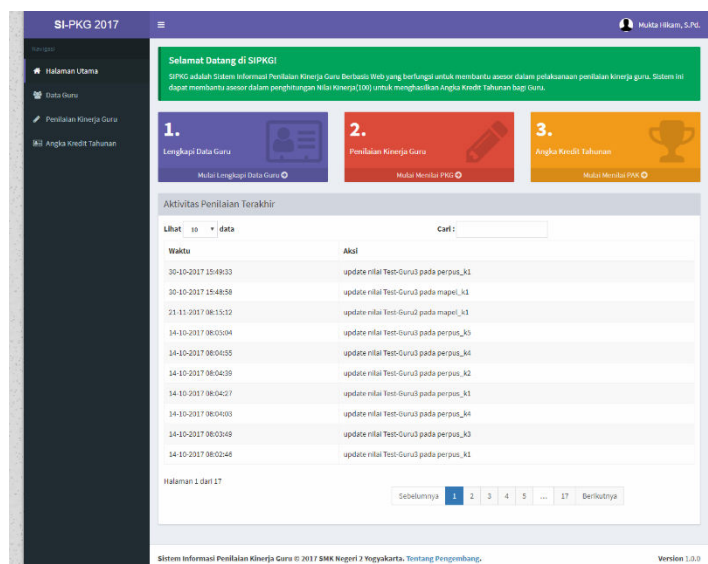 SI-PKG 2017
Mukta Hikam, S.Pd.
Navigasi
Halaman Utama
Data Guru
Penilaian Kinerja Guru
Angka Kredit Tahunan
Selamat Datang di SIPKG!
SIPKG adalah Sistem Informasi Penilaian Kinerja Guru Berbasis Web yang berfungsi untuk membantu asesor dalam pelaksanaan penilaian kinerja guru. Sistem ini
dapat membantu asesor dalam penghitungan Nilai Kinerja(100) untuk menghasilkan Angka Kredit Tahunan bagi Guru.
1.
Lengkapi Data Guru
Mulai Lengkapi Data Guru
2.
Penilaian Kinerja Guru
Mulai Menilai PKG
3.
Angka Kredit Tahunan
Mulai Menilai PAK
Aktivitas Penilaian Terakhir
Lihat 10 data Cari :
Waktu Aksi
30-10-2017 15:49:33 update nilai Test-Guru3 pada perpus_k1
30-10-2017 15:48:58 update nilai Test-Guru3 pada mapel_k1
21-11-2017 08:15:12 update nilai Test-Guru2 pada mapel_k1
14-10-2017 08:05:04 update nilai Test-Guru3 pada perpus_k5
14-10-2017 08:04:55 update nilai Test-Guru3 pada perpus_k4
14-10-2017 08:04:39 update nilai Test-Guru3 pada perpus_k2
14-10-2017 08:04:27 update nilai Test-Guru3 pada perpus_k1
14-10-2017 08:04:03 update nilai Test-Guru3 pada perpus_k4
14-10-2017 08:03:49 update nilai Test-Guru3 pada perpus_k3
14-10-2017 08:02:46 update nilai Test-Guru3 pada perpus_k1
Halaman 1 dari 17
Sebelumnya 1 2 3 4 5 ... 17 Berikutnya
Sistem Informasi Penilaian Kinerja Guru © 2017 SMK Negeri 2 Yogyakarta. Tentang Pengembang. Version 1.0.0